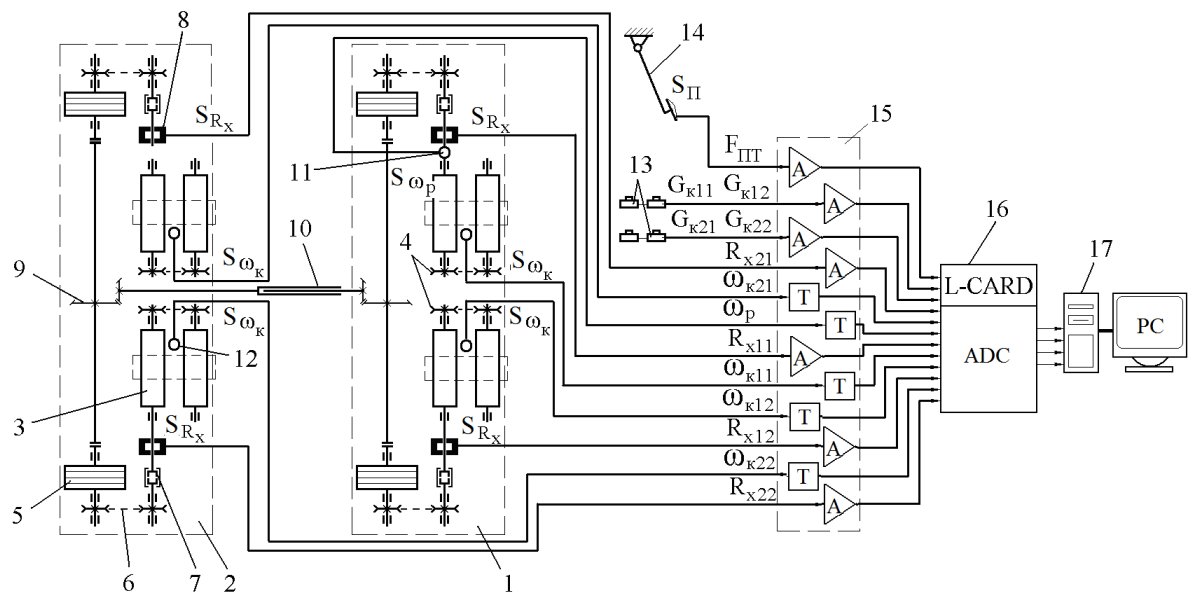 8
14
S_П
15
S_Rx
S_Rx
F_ПТ
A
11
S_ωр
13
G_к11 G_к12
A
16
G_к21 G_к22
A
17
9
10
4
S_ωк
S_ωк
R_x21
A
L-CARD
ω_к21
T
PC
S_ωк
S_ωк
ω_р
T
12
R_x11
A
ADC
ω_к11
T
3
ω_к12
T
S_Rx
S_Rx
R_x12
A
ω_к22
T
5
R_x22
A
6
7
2
1